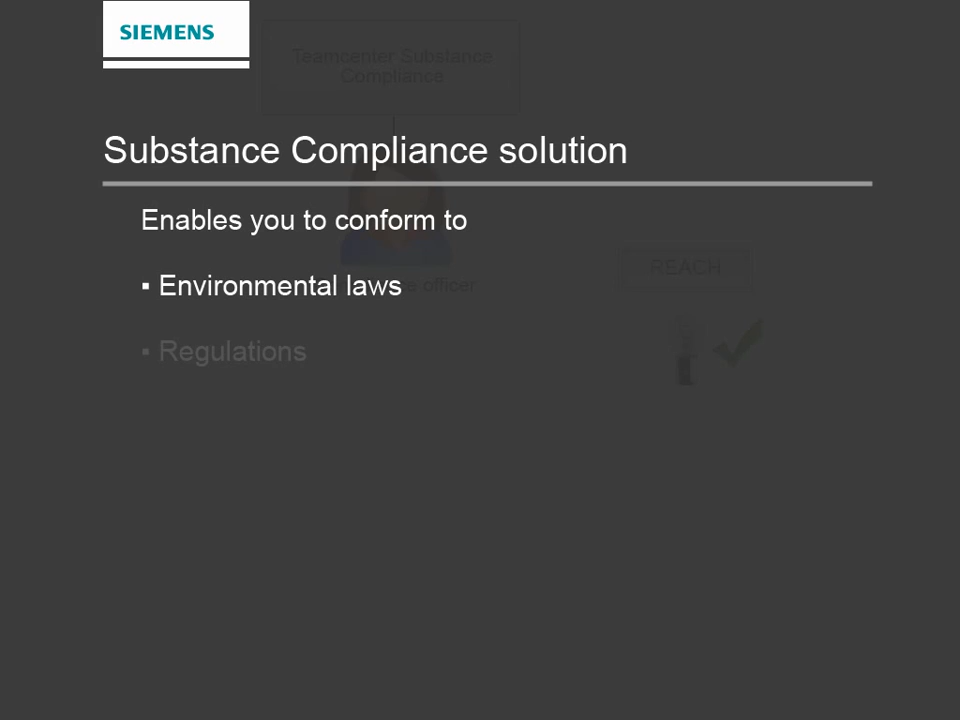 SIEMENS
Teamcenter Substance
Compliance
Substance Compliance solution
Enables you to conform to
▪ Environmental laws
officer
REACH
▪ Regulations